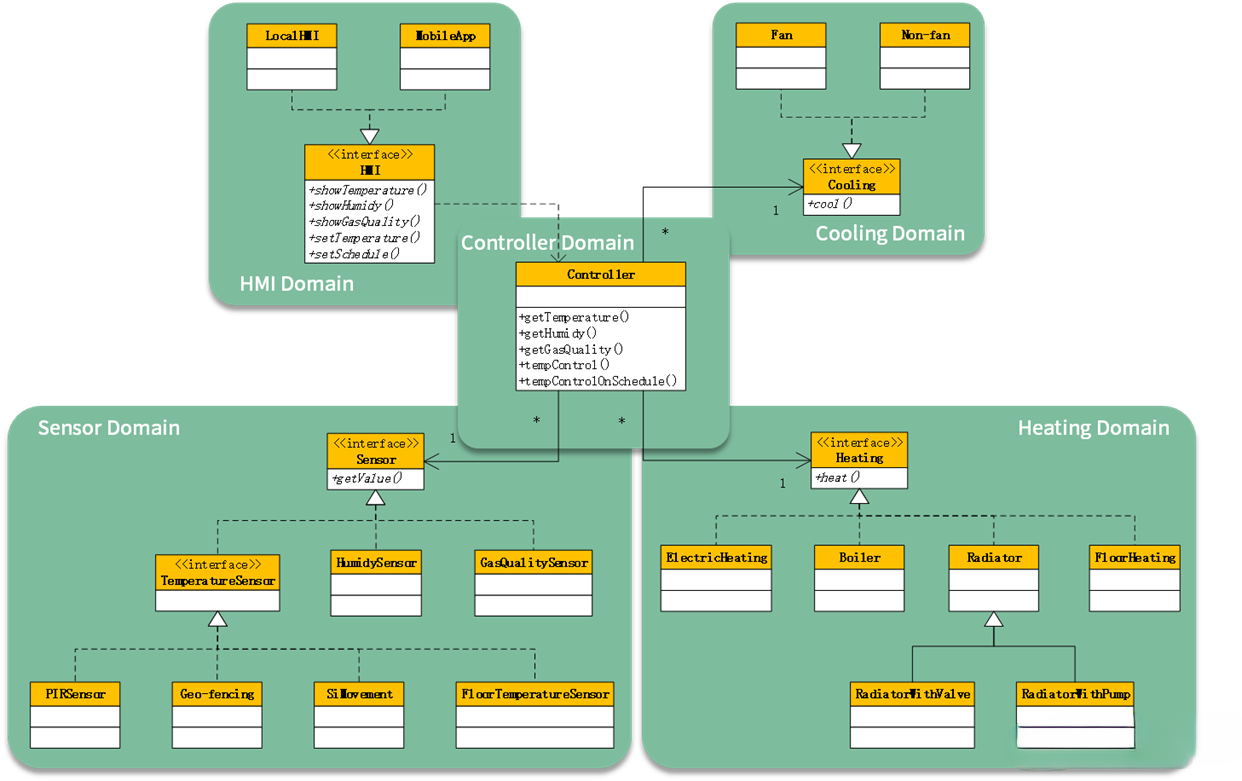 LocalHMI
MobileApp
<<interface>>
HMI
+showTemperature()
+showHumidy()
+showGasQuality()
+setTemperature()
+setSchedule()
HMI Domain
Fan
Non-fan
<<interface>>
Cooling
+cool()
1
Cooling Domain
*
Controller Domain
Controller
+getTemperature()
+getHumidy()
+getGasQuality()
+tempControl()
+tempControlOnSchedule()
*
*
Sensor Domain
<<interface>>
Sensor
+getValue()
1
<<interface>>
TemperatureSensor
HumidySensor
GasQualitySensor
PIRSensor
Geo-fencing
SiMovement
FloorTemperatureSensor
Heating Domain
<<interface>>
Heating
+heat()
1
ElectricHeating
Boiler
Radiator
FloorHeating
RadiatorWithValve
RadiatorWithPump